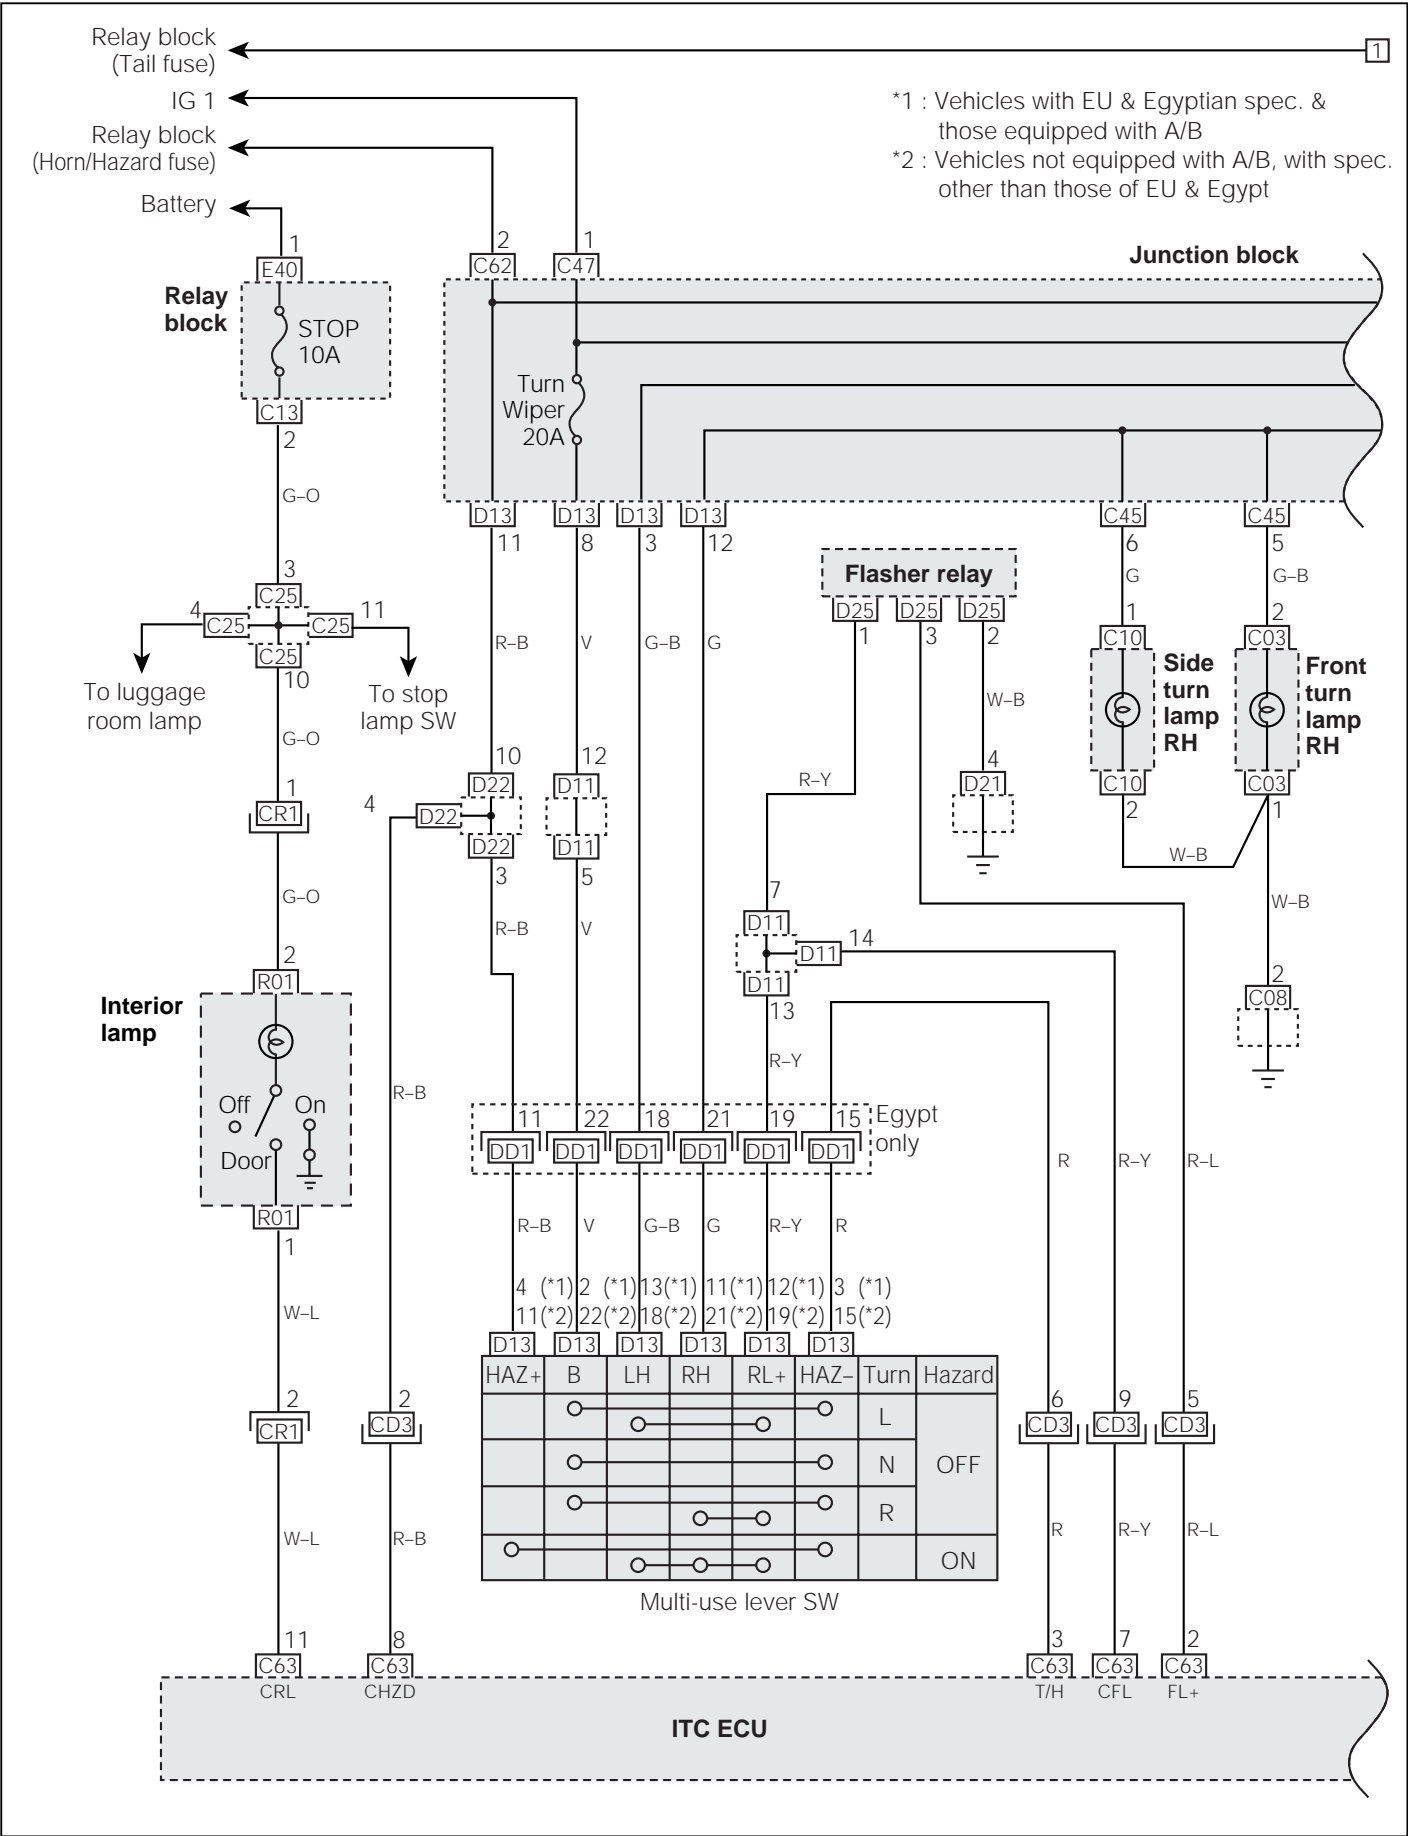 Relay block
(Tail fuse)
1
IG 1
Relay block
(Horn/Hazard fuse)
Battery
*1 : Vehicles with EU & Egyptian spec. &
those equipped with A/B
*2 : Vehicles not equipped with A/B, with spec.
other than those of EU & Egypt
1
2
1
E40
C62
C47
Junction block
Relay
block
STOP
10A
Turn
Wiper
20A
C13
2
D13
D13
D13
D13
C45
C45
11
8
3
12
6
5
G–O
Flasher relay
D25
D25
D25
1
3
2
G
G–B
3
C25
4
C25
C25
11
C25
10
To luggage
room lamp
To stop
lamp SW
R–B
V
G–B
G
1
2
C10
C03
Side
turn
lamp
RH
Front
turn
lamp
RH
W–B
G–O
10
12
R–Y
4
D22
D11
D21
C10
C03
2
1
1
CR1
4
D22
D22
D11
3
5
W–B
G–O
R–B
V
7
D11
D11
14
D11
13
W–B
2
R01
2
C08
Interior
lamp
Off
On
Door
R–B
R–Y
11
22
18
21
19
15
Egypt
only
DD1
DD1
DD1
DD1
DD1
DD1
R
R–Y
R–L
R01
1
R–B
V
G–B
G
R–Y
R
4 (*1) 2 (*1) 13(*1) 11(*1) 12(*1) 3 (*1)
11(*2) 22(*2) 18(*2) 21(*2) 19(*2) 15(*2)
W–L
D13
D13
D13
D13
D13
D13
HAZ+
B
LH
RH
RL+
HAZ–
Turn
Hazard
L
N
R
OFF
ON
Multi-use lever SW
2
CR1
2
CD3
6
CD3
9
CD3
5
CD3
W–L
R–B
R
R–Y
R–L
11
8
3
7
2
C63
C63
C63
C63
C63
CRL
CHZD
T/H
CFL
FL+
ITC ECU